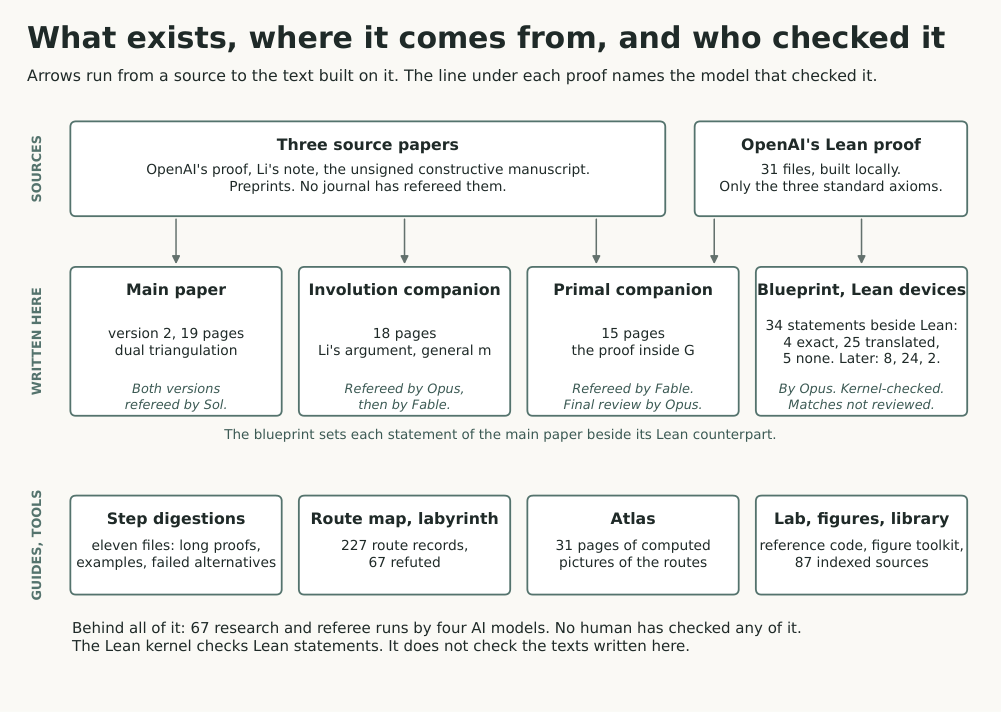 What exists, where it comes from, and who checked it
Arrows run from a source to the text built on it. The line under each proof names the model that checked it.
SOURCES
Three source papers
OpenAI's proof, Li's note, the unsigned constructive manuscript.
Preprints. No journal has refereed them.
OpenAI's Lean proof
31 files, built locally.
Only the three standard axioms.
WRITTEN HERE
Main paper
version 2, 19 pages
dual triangulation
Both versions
refereed by Sol.
Involution companion
18 pages
Li's argument, general m
Refereed by Opus,
then by Fable.
Primal companion
15 pages
the proof inside G
Refereed by Fable.
Final review by Opus.
Blueprint, Lean devices
34 statements beside Lean:
4 exact, 25 translated,
5 none. Later: 8, 24, 2.
By Opus. Kernel-checked.
Matches not reviewed.
The blueprint sets each statement of the main paper beside its Lean counterpart.
GUIDES, TOOLS
Step digestions
eleven files: long proofs,
examples, failed alternatives
Route map, labyrinth
227 route records,
67 refuted
Atlas
31 pages of computed
pictures of the routes
Lab, figures, library
reference code, figure toolkit,
87 indexed sources
Behind all of it: 67 research and referee runs by four AI models. No human has checked any of it.
The Lean kernel checks Lean statements. It does not check the texts written here.